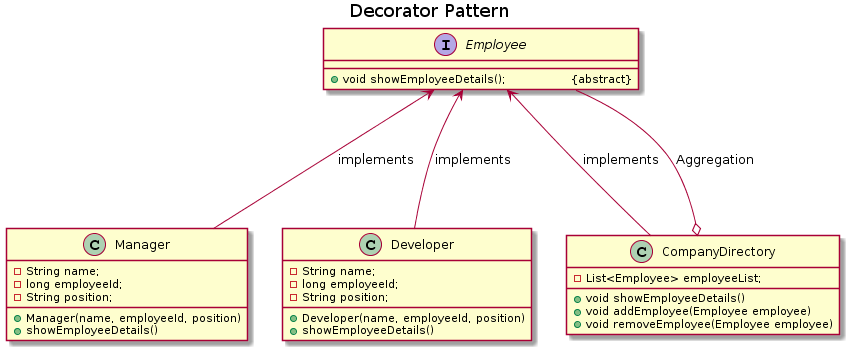 Decorator Pattern
I Employee
void showEmployeeDetails(); {abstract}
implements
implements
implements
Aggregation
C Manager
String name;
long employeeId;
String position;
Manager(name, employeeId, position)
showEmployeeDetails()
C Developer
String name;
long employeeId;
String position;
Developer(name, employeeId, position)
showEmployeeDetails()
C CompanyDirectory
List<Employee> employeeList;
void showEmployeeDetails()
void addEmployee(Employee employee)
void removeEmployee(Employee employee)